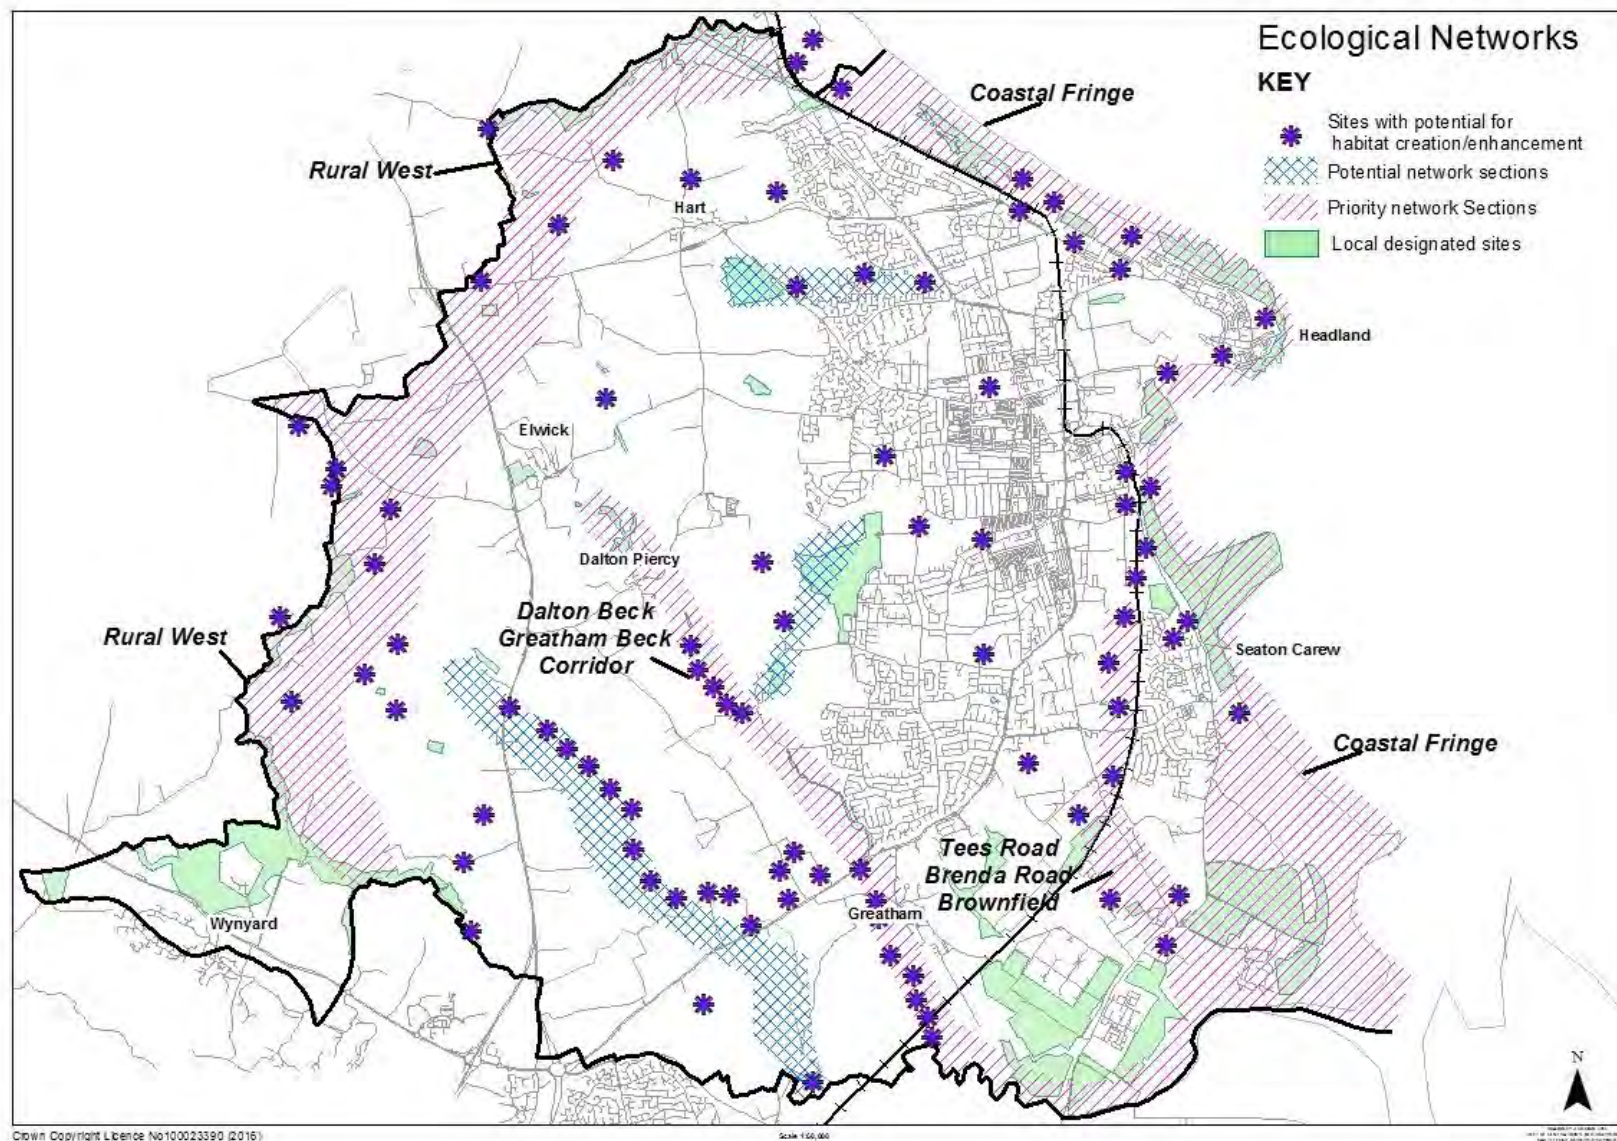 Ecological Networks
KEY
Sites with potential for
habitat creation/enhancement
Potential network sections
Priority network Sections
Local designated sites
Coastal Fringe
Rural West
Hart
Headland
Elwick
Dalton Piercy
Dalton Beck
Greatham Beck
Corridor
Rural West
Seaton Carew
Coastal Fringe
Tees Road
Brenda Road
Brownfield
Greatham
Wynyard
N
Crown Copyright Licence No100023390 (2016)